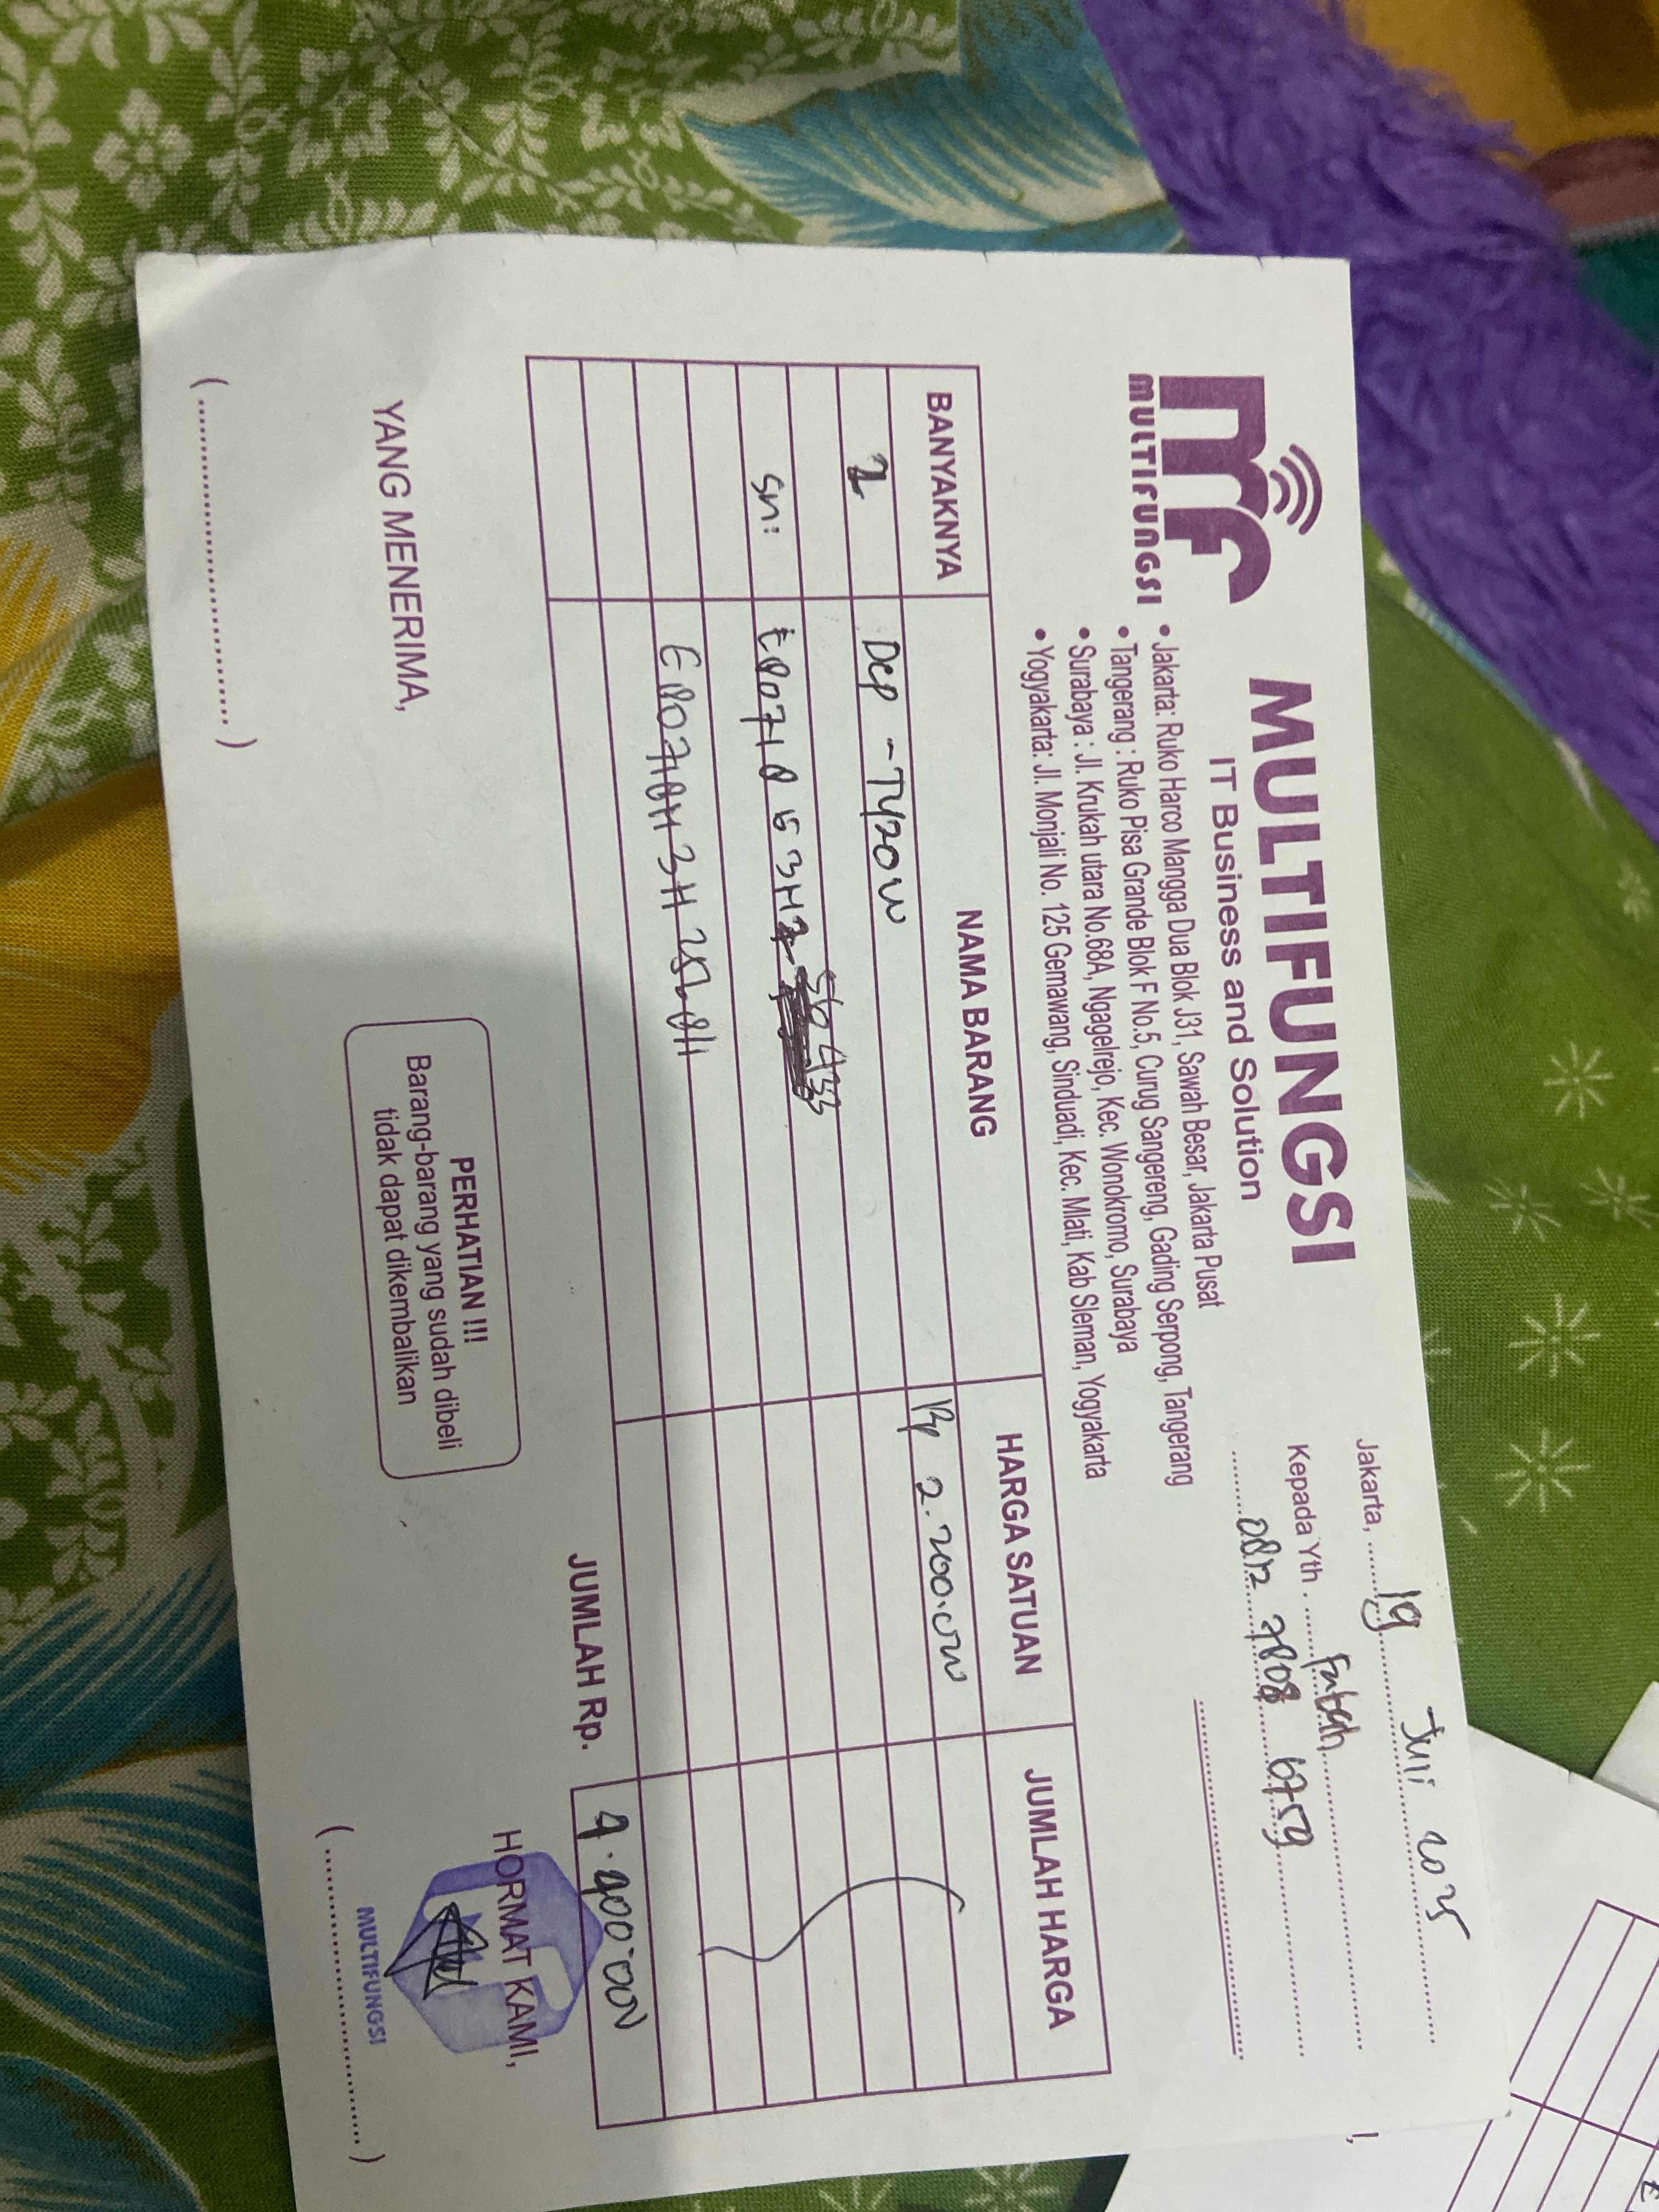 MULTIFUNGSI
MULTIFUNGSI
IT Business and Solution
• Jakarta: Ruko Harco Mangga Dua Blok J31, Sawah Besar, Jakarta Pusat
• Tangerang : Ruko Pisa Grande Blok F No.5, Curug Sangereng, Gading Serpong, Tangerang
• Surabaya : Jl. Krukah utara No.68A, Ngagelrejo, Kec. Wonokromo, Surabaya
• Yogyakarta: Jl. Monjali No. 125 Gemawang, Sinduadi, Kec. Mlati, Kab Sleman, Yogyakarta
Jakarta, 19 Juli 2025
Kepada Yth. Fatah
0812 7808 6759
BANYAKNYA NAMA BARANG HARGA SATUAN JUMLAH HARGA
2 DCP - T420W Rp 2.200.000
Sn:
JUMLAH Rp. 4.400.000
YANG MENERIMA,
PERHATIAN !!!
Barang-barang yang sudah dibeli
tidak dapat dikembalikan
HORMAT KAMI,
MULTIFUNGSI